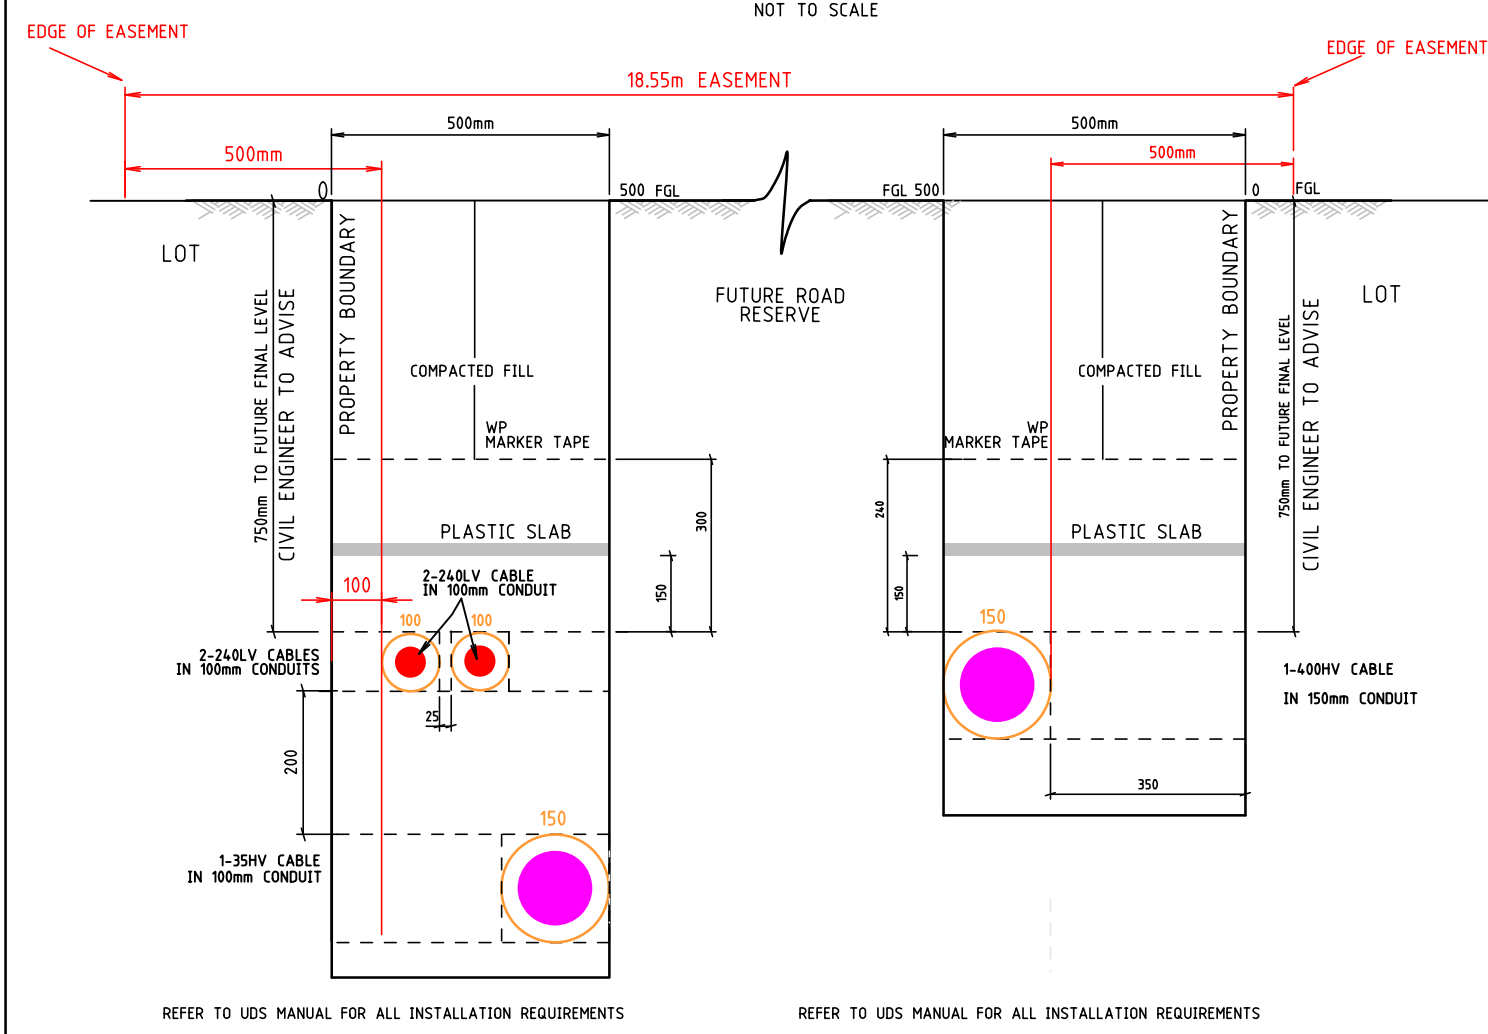 NOT TO SCALE
EDGE OF EASEMENT
EDGE OF EASEMENT
18.55m EASEMENT
500mm
500mm
500mm
500mm
0
500 FGL
FGL 500
0
FGL
LOT
LOT
PROPERTY BOUNDARY
PROPERTY BOUNDARY
750mm TO FUTURE FINAL LEVEL
CIVIL ENGINEER TO ADVISE
750mm TO FUTURE FINAL LEVEL
CIVIL ENGINEER TO ADVISE
FUTURE ROAD
RESERVE
COMPACTED FILL
COMPACTED FILL
WP
MARKER TAPE
WP
MARKER TAPE
300
240
PLASTIC SLAB
PLASTIC SLAB
150
150
100
2-240LV CABLE
IN 100mm CONDUIT
100
100
150
2-240LV CABLES
IN 100mm CONDUITS
1-400HV CABLE
IN 150mm CONDUIT
25
200
350
150
1-35HV CABLE
IN 100mm CONDUIT
REFER TO UDS MANUAL FOR ALL INSTALLATION REQUIREMENTS
REFER TO UDS MANUAL FOR ALL INSTALLATION REQUIREMENTS